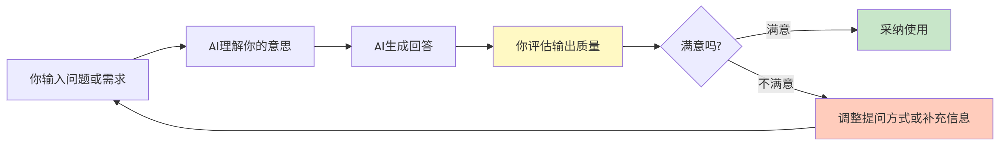 你输入问题或需求
AI理解你的意思
AI生成回答
你评估输出质量
满意吗?
满意
采纳使用
不满意
调整提问方式或补充信息